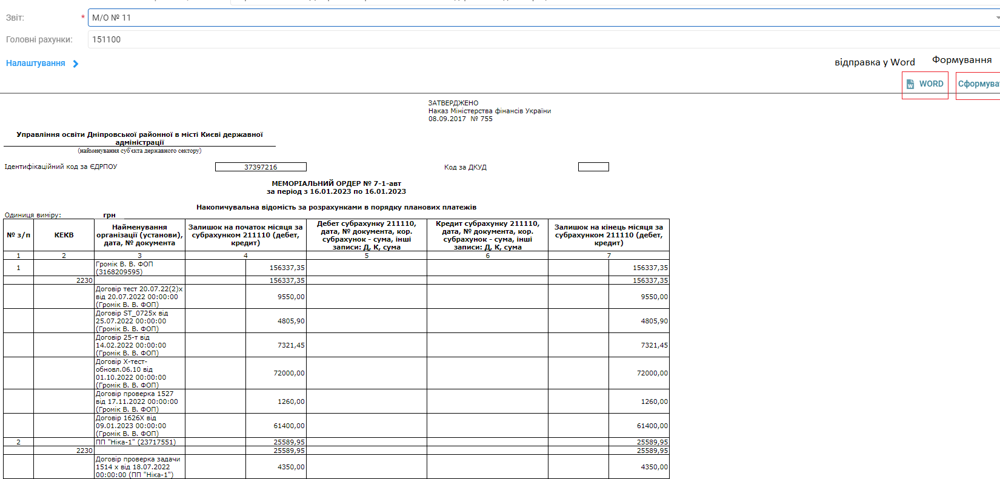 Звіт: * М/О № 11
Головні рахунки: 151100
Налаштування
відправка у Word Формування
WORD Сформува
ЗАТВЕРДЖЕНО
Наказ Міністерства фінансів України
08.09.2017 № 755
Управління освіти Дніпровської районної в місті Києві державної
адміністрації
(найменування суб'єкта державного сектору)
Ідентифікаційний код за ЄДРПОУ 37397216 Код за ДКУД
МЕМОРІАЛЬНИЙ ОРДЕР № 7-1-авт
за період з 16.01.2023 по 16.01.2023
Накопичувальна відомість за розрахунками в порядку планових платежів
Одиниця виміру: грн
№ з/п
КЕКВ
Найменування
організації (установи),
дата, № документа
Залишок на початок місяця за
субрахунком 211110 (дебет,
кредит)
Дебет субрахунку 211110,
дата, № документа, кор.
субрахунок - сума, інші
записи: Д, К, сума
Кредит субрахунку 211110,
дата, № документа, кор.
субрахунок - сума, інші
записи: Д, К, сума
Залишок на кінець місяця за
субрахунком 211110 (дебет,
кредит)
1 2 3 4 5 6 7
1 Громік В. В. ФОП
(3168209595) 156337,35 156337,35
2230 156337,35 156337,35
Договір тест 20.07.22(2)х
від 20.07.2022 00:00:00
(Громік В. В. ФОП) 9550,00 9550,00
Договір ST_0725х від
25.07.2022 00:00:00
(Громік В. В. ФОП) 4805,90 4805,90
Договір 25-т від
14.02.2022 00:00:00
(Громік В. В. ФОП) 7321,45 7321,45
Договір Х-тест-
обновл.06.10 від
01.10.2022 00:00:00
(Громік В. В. ФОП) 72000,00 72000,00
Договір проверка 1527
від 17.11.2022 00:00:00
(Громік В. В. ФОП) 1260,00 1260,00
Договір 1626Х від
09.01.2023 00:00:00
(Громік В. В. ФОП) 61400,00 61400,00
2 ПП "Ніка-1" (23717551) 25589,95 25589,95
2230 25589,95 25589,95
Договір проверка задачи
1514 х від 18.07.2022
00:00:00 (ПП "Ніка-1") 4350,00 4350,00